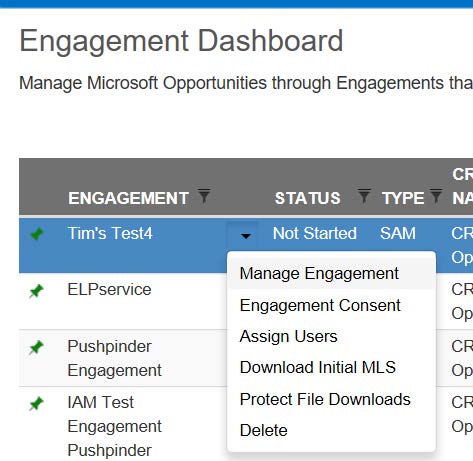 Engagement Dashboard
Manage Microsoft Opportunities through Engagements tha
ENGAGEMENT STATUS TYPE CR
NA
Tim's Test4 Not Started SAM CR
Op
Manage Engagement
ELPservice CR
Engagement Consent Op
Assign Users
Pushpinder CR
Engagement Op
Download Initial MLS
Protect File Downloads
IAM Test CR
Engagement Op
Pushpinder
Delete